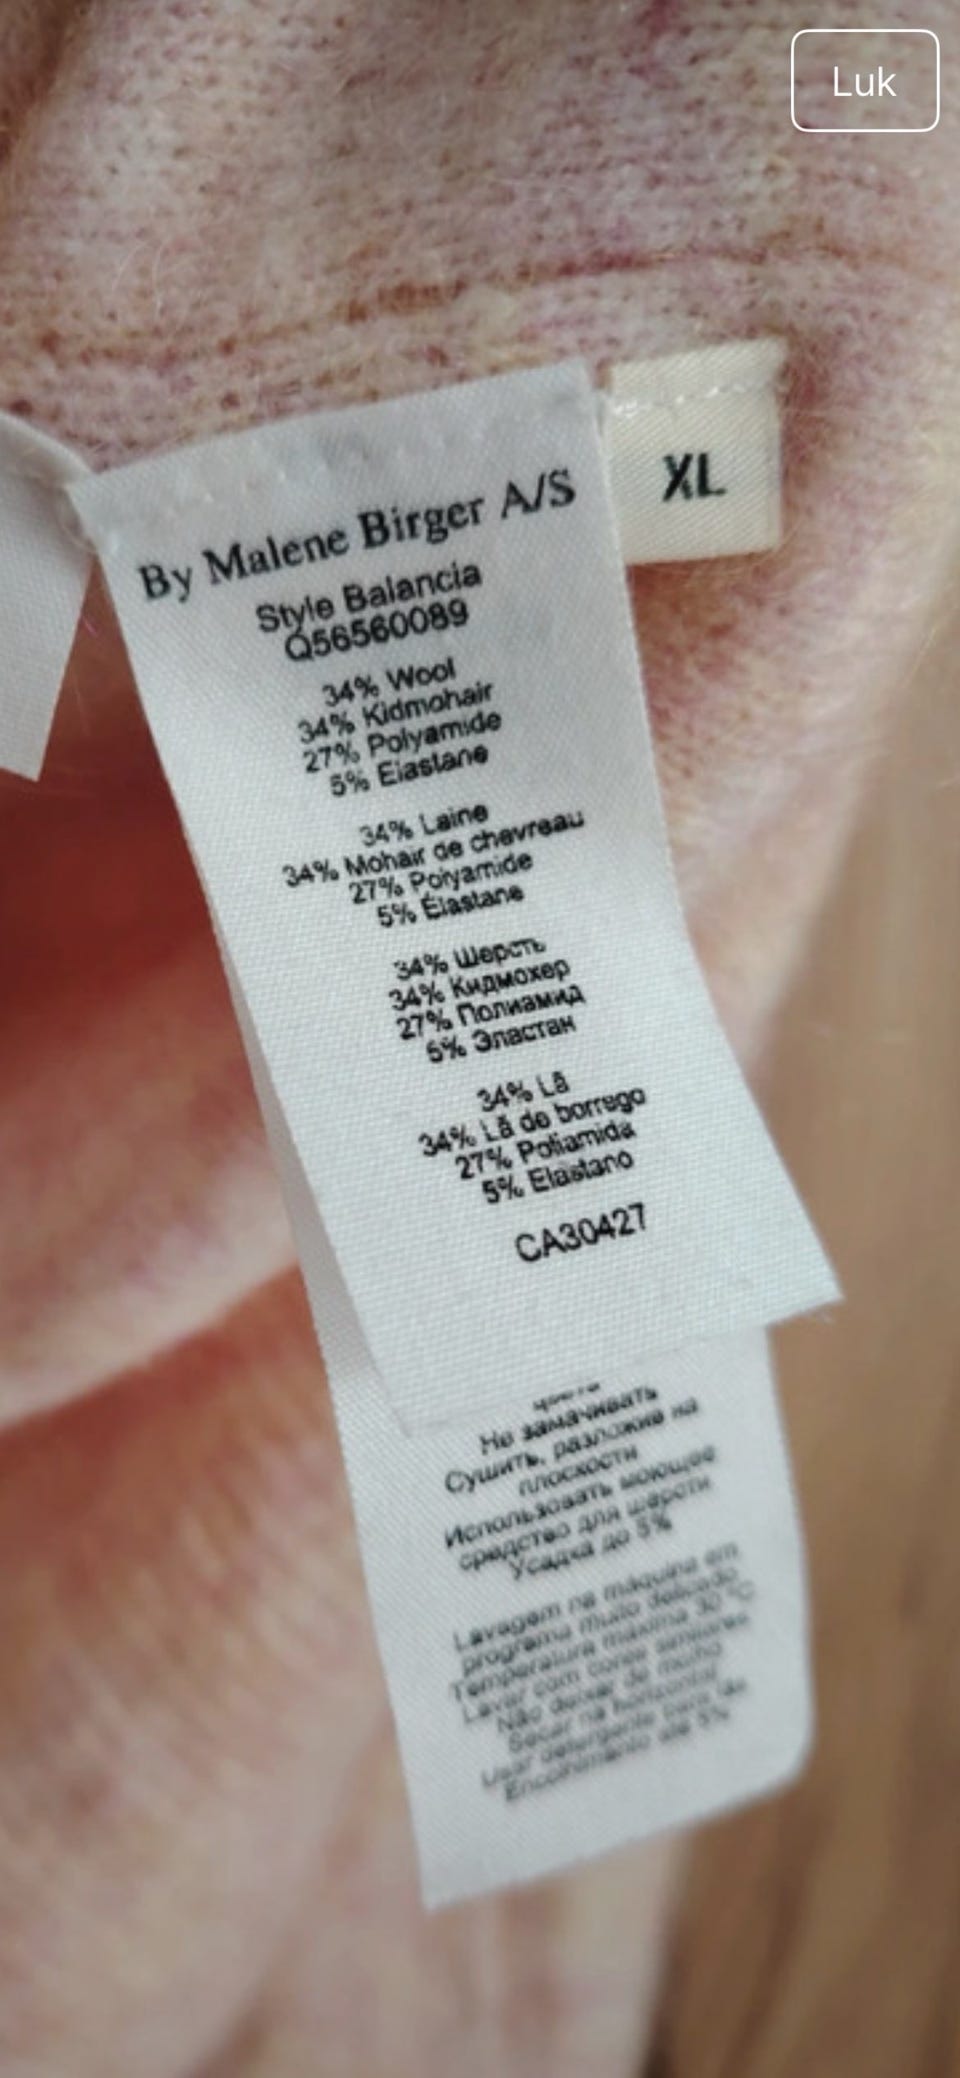 Luk
XL
By Malene Birger A/S
Style Balancia
Q56560089
34% Wool
34% Kidmohair
27% Polyamide
5% Elastane
34% Laine
34% Mohair de chevreau
27% Polyamide
5% Élastane
34% Шерсть
34% Кидмохер
27% Полиамид
5% Эластан
34% Lã
34% Lã de borrego
27% Poliamida
5% Elastano
CA30427
цвета
Не замачивать
Сушить, разложив на
плоскости
Использовать моющее
средство для шерсти
Усадка до 5%
Lavagem na máquina em
programa muito delicado
Temperatura máxima 30 °C
Lavar com cores similares
Não deixar de molho
Secar na horizontal
Usar detergente para lãs
Encolhimento até 5%